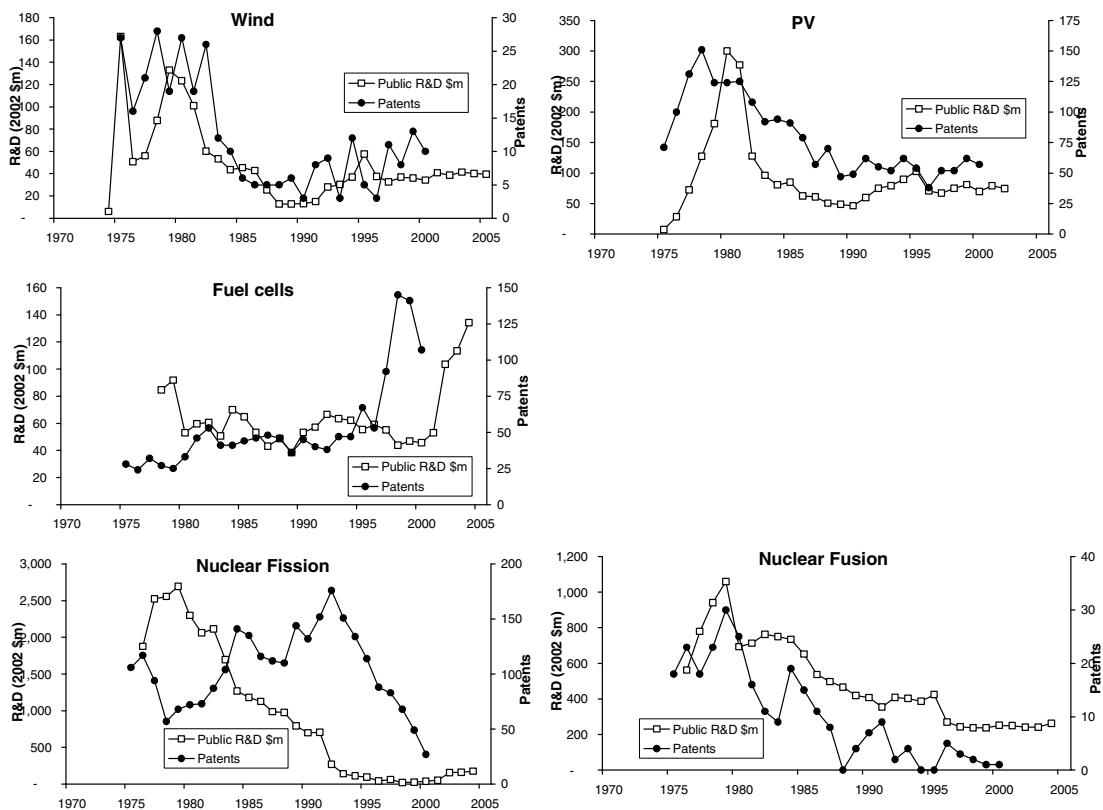 Wind
180
160
140
120
100
80
60
40
20
-
R&D (2002 $m)
30
25
20
15
10
5
0
Patents
Public R&D $m
Patents
1970 1975 1980 1985 1990 1995 2000 2005
PV
350
300
250
200
150
100
50
-
R&D (2002 $m)
175
150
125
100
75
50
25
0
Patents
Public R&D $m
Patents
1970 1975 1980 1985 1990 1995 2000 2005
Fuel cells
160
140
120
100
80
60
40
20
-
R&D (2002 $m)
150
125
100
75
50
25
0
Patents
Public R&D $m
Patents
1970 1975 1980 1985 1990 1995 2000 2005
Nuclear Fission
3,000
2,500
2,000
1,500
1,000
500
-
R&D (2002 $m)
200
150
100
50
0
Patents
Public R&D $m
Patents
1970 1975 1980 1985 1990 1995 2000 2005
Nuclear Fusion
1,200
1,000
800
600
400
200
-
R&D (2002 $m)
40
30
20
10
0
Patents
Public R&D $m
Patents
1970 1975 1980 1985 1990 1995 2000 2005